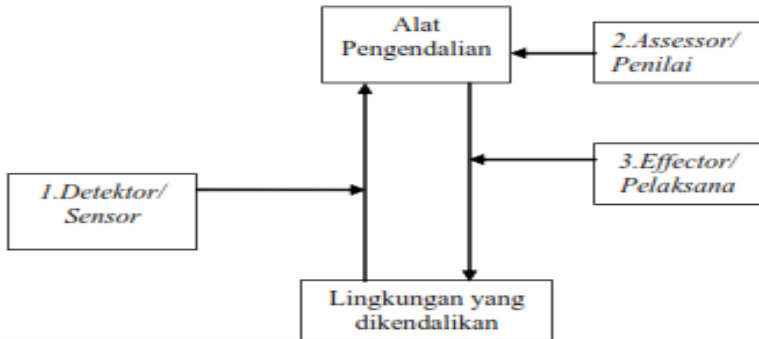 Alat
Pengendalian
2.Assessor/
Penilai
1.Detektor/
Sensor
3.Effector/
Pelaksana
Lingkungan yang
dikendalikan